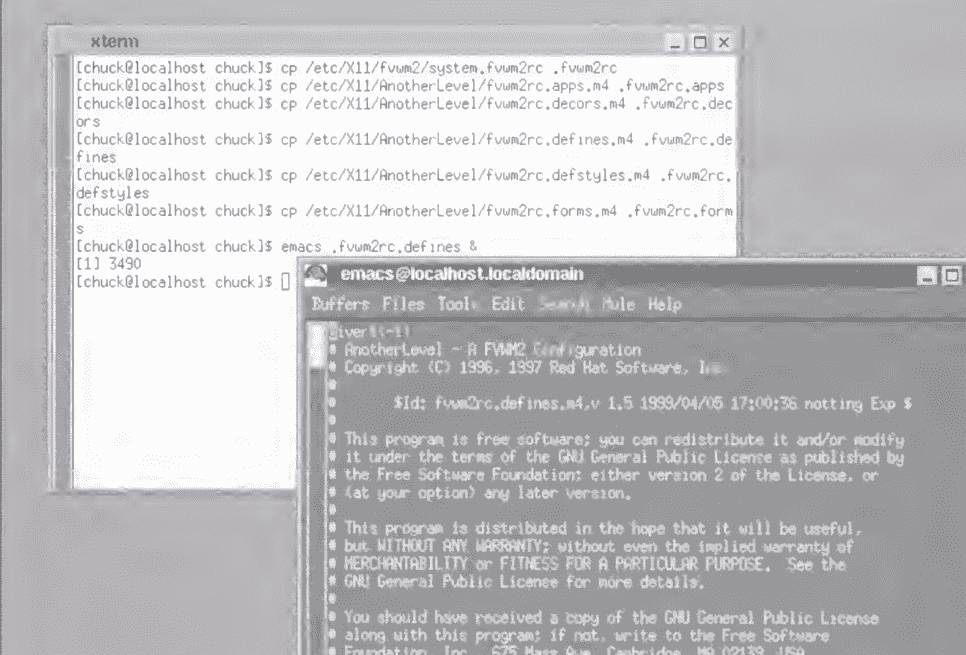 xterm
[chuck@localhost chuck]$ cp /etc/X11/fvwm2/system.fvwm2rc .fvwm2rc
[chuck@localhost chuck]$ cp /etc/X11/AnotherLevel/fvwm2rc.apps.m4 .fvwm2rc.apps
[chuck@localhost chuck]$ cp /etc/X11/AnotherLevel/fvwm2rc.decors.m4 .fvwm2rc.dec
ors
[chuck@localhost chuck]$ cp /etc/X11/AnotherLevel/fvwm2rc.defines.m4 .fvwm2rc.de
fines
[chuck@localhost chuck]$ cp /etc/X11/AnotherLevel/fvwm2rc.defstyles.m4 .fvwm2rc.
defstyles
[chuck@localhost chuck]$ cp /etc/X11/AnotherLevel/fvwm2rc.forms.m4 .fvwm2rc.form
s
[chuck@localhost chuck]$ emacs .fvwm2rc.defines &
[1] 3490
[chuck@localhost chuck]$
emacs@localhost.localdomain
Buffers Files Tools Edit Search Mule Help
divert(-1)
# AnotherLevel - A FVWM2 Configuration
# Copyright (C) 1996, 1997 Red Hat Software,
#
# $Id: fvwm2rc.defines.m4,v 1.5 1999/04/05 17:00:36 notting Exp $
#
# This program is free software; you can redistribute it and/or modify
# it under the terms of the GNU General Public License as published by
# the Free Software Foundation; either version 2 of the License, or
# (at your option) any later version.
#
# This program is distributed in the hope that it will be useful,
# but WITHOUT ANY WARRANTY; without even the implied warranty of
# MERCHANTABILITY or FITNESS FOR A PARTICULAR PURPOSE. See the
# GNU General Public License for more details.
#
# You should have received a copy of the GNU General Public License
# along with this program; if not, write to the Free Software
# Foundation, Inc., 675 Mass Ave, Cambridge, MA 02139, USA